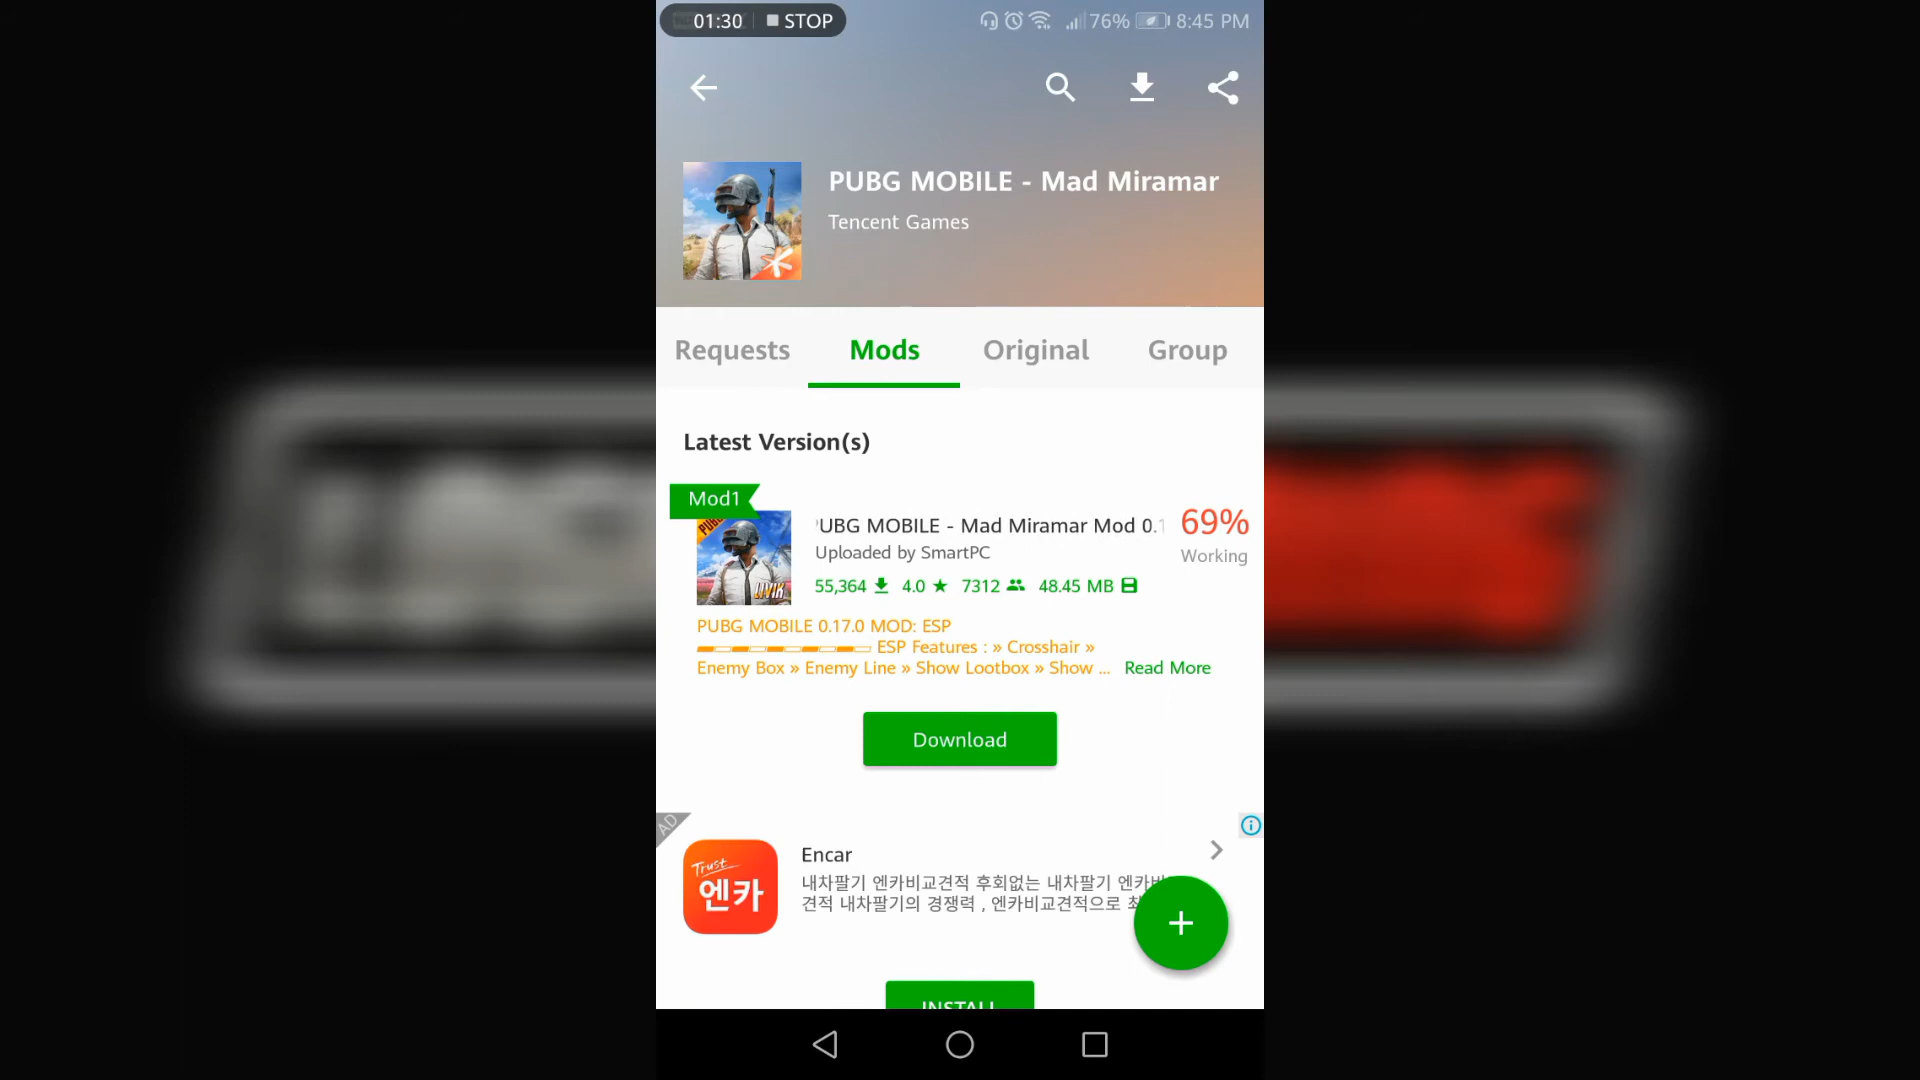 01:30 STOP 76% 8:45 PM
PUBG MOBILE - Mad Miramar
Tencent Games
Requests Mods Original Group
Latest Version(s)
Mod1
UBG MOBILE - Mad Miramar Mod 0.1
69%
Uploaded by SmartPC
Working
55,364 4.0 ★ 7312 48.45 MB
PUBG MOBILE 0.17.0 MOD: ESP
ESP Features : » Crosshair »
Enemy Box » Enemy Line » Show Lootbox » Show ... Read More
Download
AD
Trust
엔카
Encar
내차팔기 엔카비교견적 후회없는 내차팔기 엔카비
견적 내차팔기의 경쟁력 , 엔카비교견적으로
INSTALL